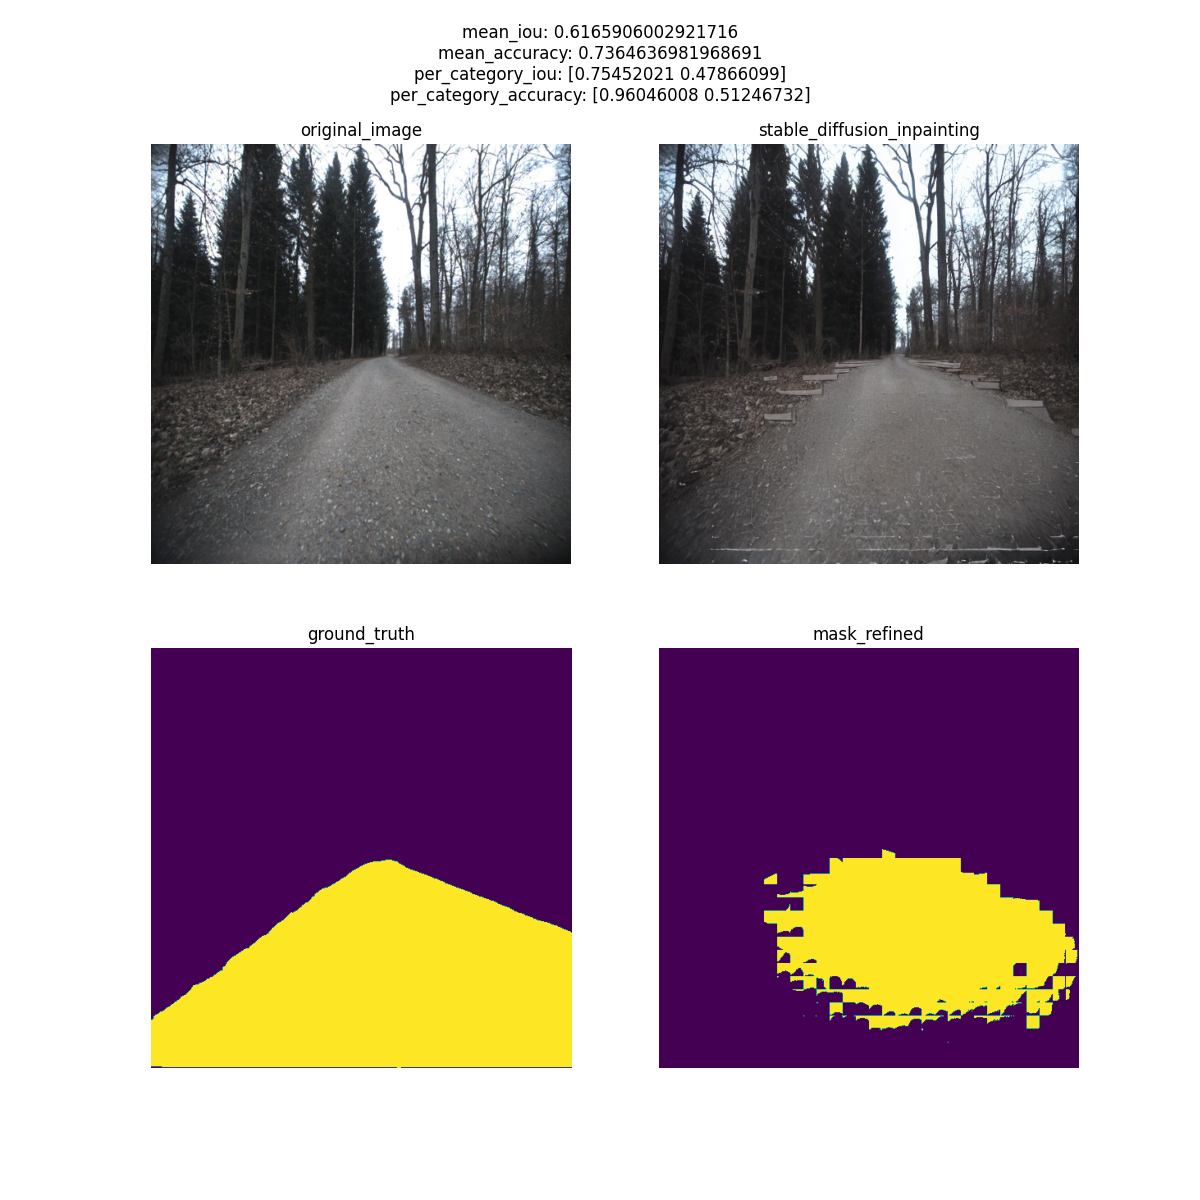 mean_iou: 0.6165906002921716
mean_accuracy: 0.7364636981968691
per_category_iou: [0.75452021 0.47866099]
per_category_accuracy: [0.96046008 0.51246732]
original_image
stable_diffusion_inpainting
ground_truth
mask_refined